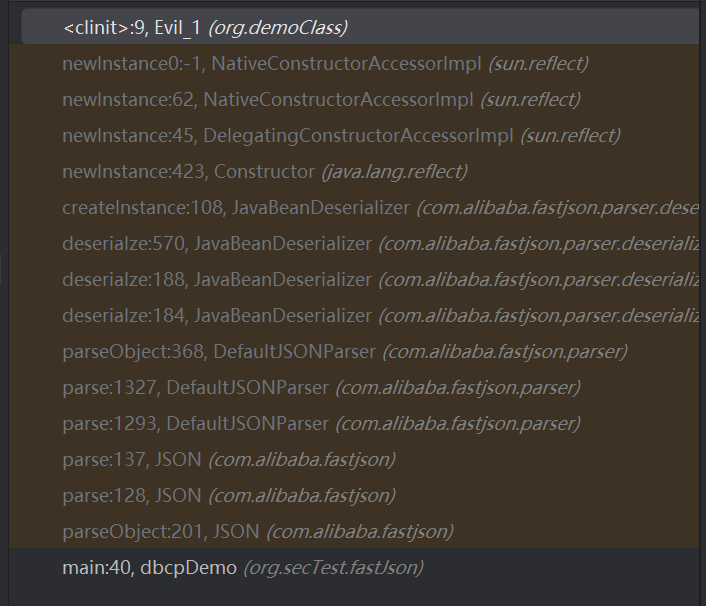 <clinit>:9, Evil_1 (org.demoClass)
newInstance0:-1, NativeConstructorAccessorImpl (sun.reflect)
newInstance:62, NativeConstructorAccessorImpl (sun.reflect)
newInstance:45, DelegatingConstructorAccessorImpl (sun.reflect)
newInstance:423, Constructor (java.lang.reflect)
createInstance:108, JavaBeanDeserializer (com.alibaba.fastjson.parser.dese
deserialze:570, JavaBeanDeserializer (com.alibaba.fastjson.parser.deserializ
deserialze:188, JavaBeanDeserializer (com.alibaba.fastjson.parser.deserializ
deserialze:184, JavaBeanDeserializer (com.alibaba.fastjson.parser.deserializ
parseObject:368, DefaultJSONParser (com.alibaba.fastjson.parser)
parse:1327, DefaultJSONParser (com.alibaba.fastjson.parser)
parse:1293, DefaultJSONParser (com.alibaba.fastjson.parser)
parse:137, JSON (com.alibaba.fastjson)
parse:128, JSON (com.alibaba.fastjson)
parseObject:201, JSON (com.alibaba.fastjson)
main:40, dbcpDemo (org.secTest.fastJson)